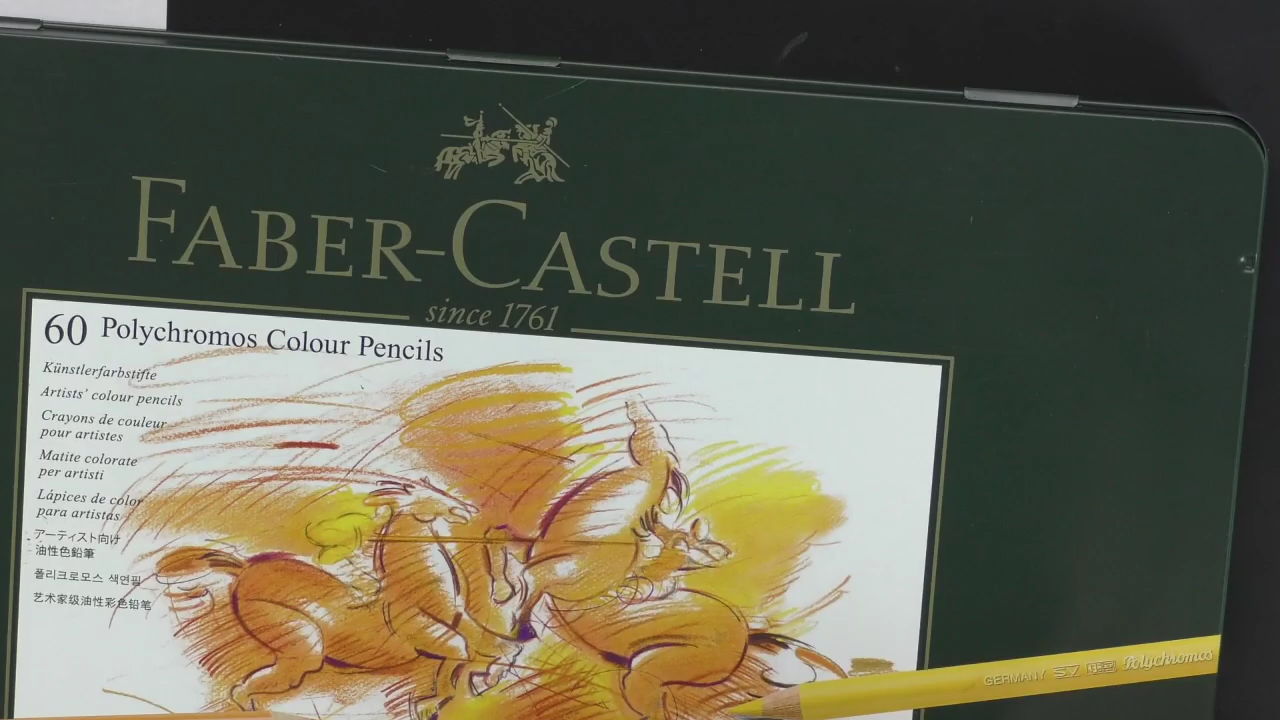 FABER-CASTELL
since 1761
60 Polychromos Colour Pencils
Künstlerfarbstifte
Artists' colour pencils
Crayons de couleur
pour artistes
Matite colorate
per artisti
Lápices de color
para artistas
アーティスト向け
油性色鉛筆
폴리크로모스 색연필
艺术家级油性彩色铅笔
GERMANY SV Polychromos